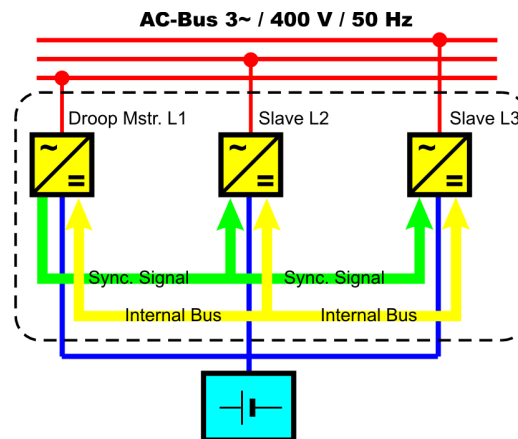 AC-Bus 3~ / 400 V / 50 Hz
Droop Mstr. L1
Slave L2
Slave L3
~
=
~
=
~
=
Sync. Signal
Sync. Signal
Internal Bus
Internal Bus